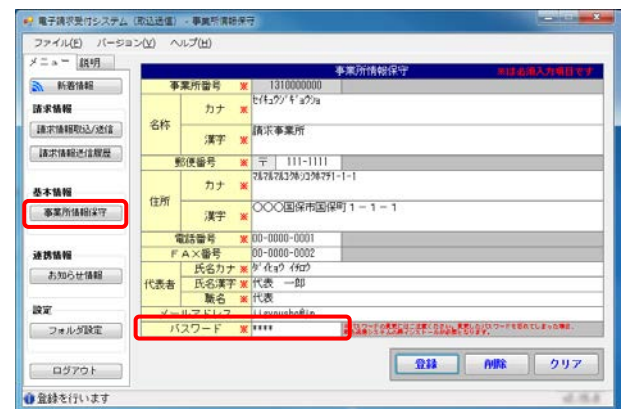 電子請求受付システム（取込送信） - 事業所情報保守
ファイル(F) バージョン(V) ヘルプ(H)
メニュー 説明
新着情報
請求情報
請求情報取込/送信
請求情報送信履歴
基本情報
事業所情報保守
連携情報
お知らせ情報
設定
フォルダ設定
ログアウト
事業所情報保守 ※は必須入力項目です
事業所番号 ※ 1310000000
名称
カナ ※ ｾｲｷｭｳｼﾞｷﾞｮｳｼｮ
漢字 ※ 請求事業所
郵便番号 ※ 〒 111-1111
住所
カナ ※
漢字 ※ 〇〇〇国保市国保町１－１－１
電話番号 ※ 00-0000-0001
ＦＡＸ番号 00-0000-0002
代表者
氏名カナ ※ ﾀﾞｲﾋｮｳ ｲﾁﾛｳ
氏名漢字 ※ 代表 一郎
職名 ※ 代表
メールアドレス
パスワード ※ ****
登録 削除 クリア
登録を行います